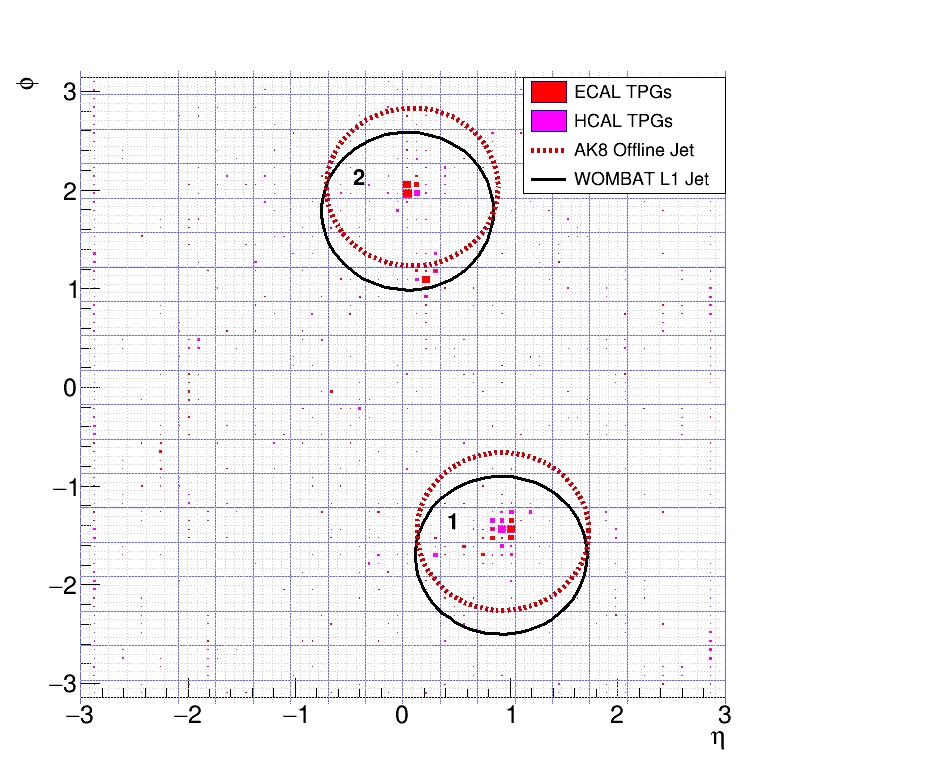 ϕ
3
ECAL TPGs
HCAL TPGs
AK8 Offline Jet
WOMBAT L1 Jet
2
2
1
0
−1
1
−2
−3
−3 −2 −1 0 1 2 3
η